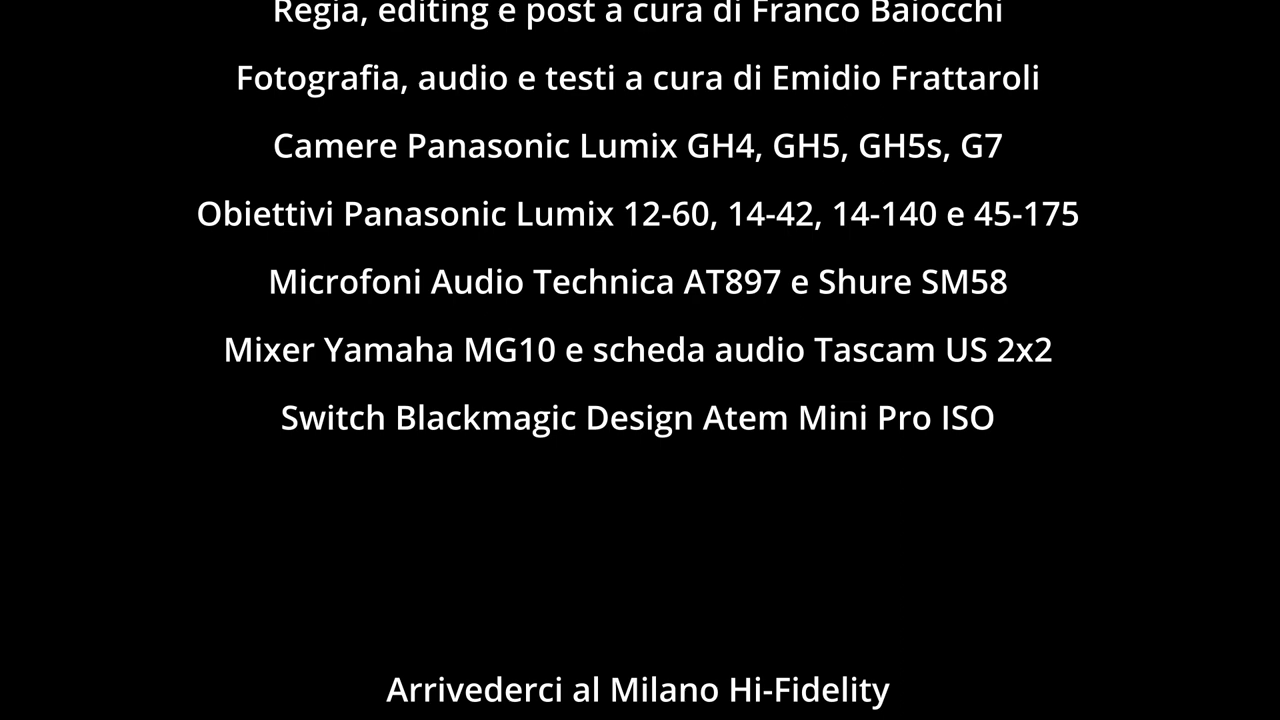 Regia, editing e post a cura di Franco Baiocchi
Fotografia, audio e testi a cura di Emidio Frattaroli
Camere Panasonic Lumix GH4, GH5, GH5s, G7
Obiettivi Panasonic Lumix 12-60, 14-42, 14-140 e 45-175
Microfoni Audio Technica AT897 e Shure SM58
Mixer Yamaha MG10 e scheda audio Tascam US 2x2
Switch Blackmagic Design Atem Mini Pro ISO
Arrivederci al Milano Hi-Fidelity